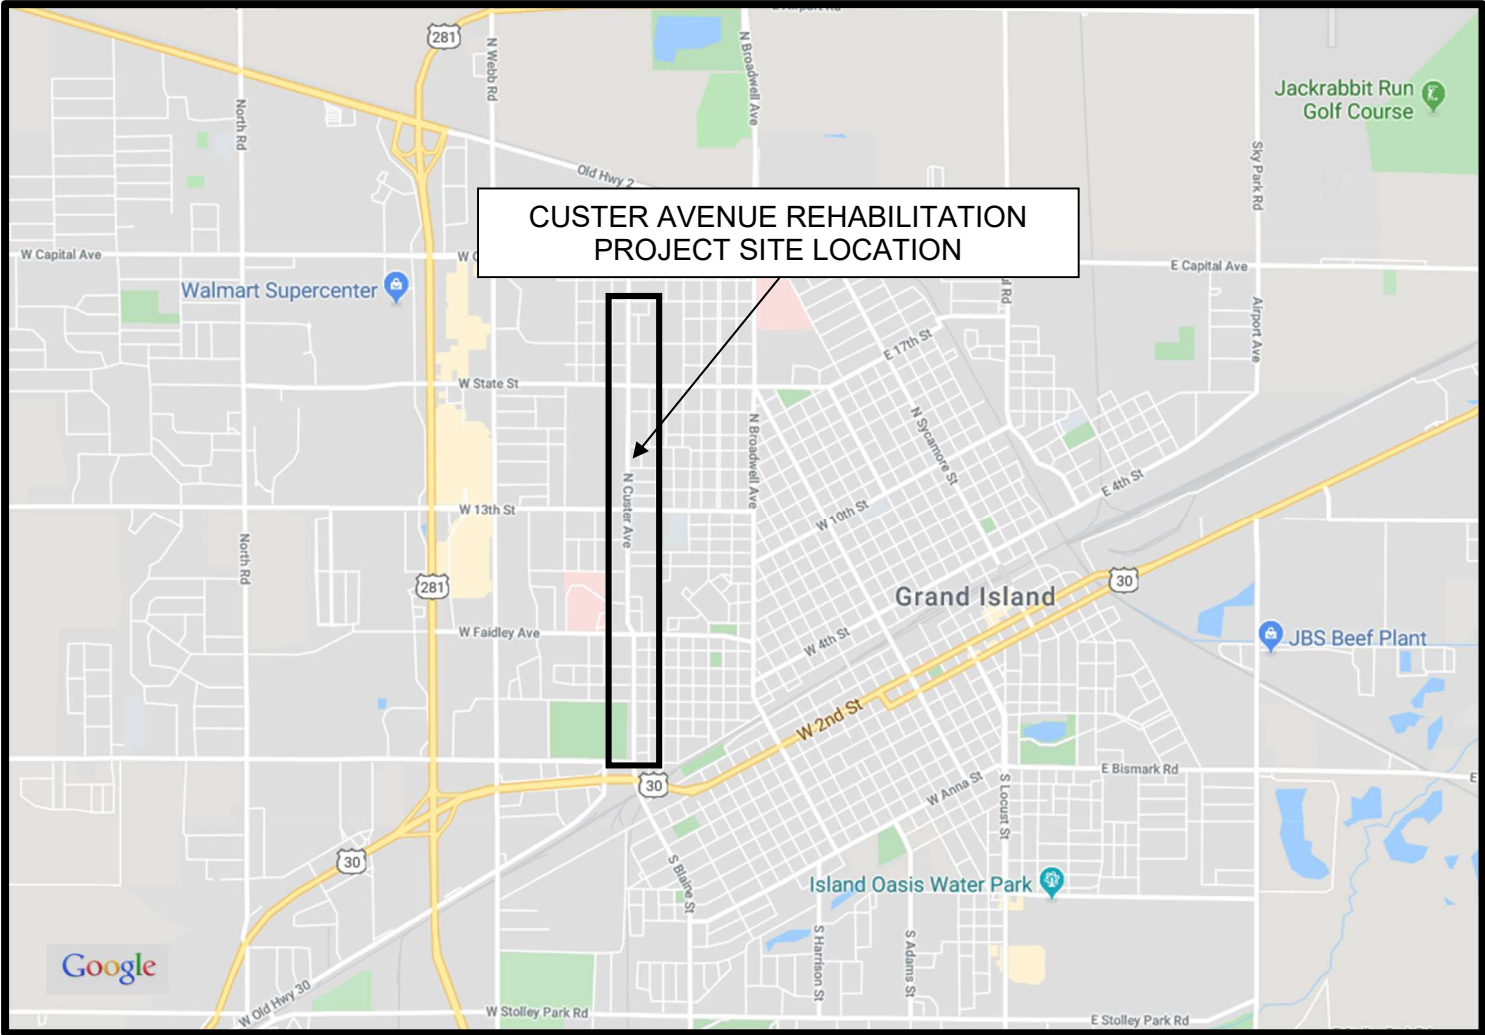 E Airport Rd
281
N Webb Rd
N Broadwell Ave
Jackrabbit Run
Golf Course
North Rd
Sky Park Rd
Old Hwy 2
CUSTER AVENUE REHABILITATION
PROJECT SITE LOCATION
W Capital Ave
E Capital Ave
Walmart Supercenter
Airport Ave
E 17th St
W State St
N Broadwell Ave
N Sycamore St
N Custer Ave
E 4th St
W 13th St
W 10th St
North Rd
281
30
Grand Island
W Faidley Ave
W 4th St
JBS Beef Plant
W 2nd St
E Bismark Rd
30
W Anna St
S Locust St
30
S Blaine St
Island Oasis Water Park
S Harrison St
S Adams St
Google
W Old Hwy 30
W Stolley Park Rd
E Stolley Park Rd